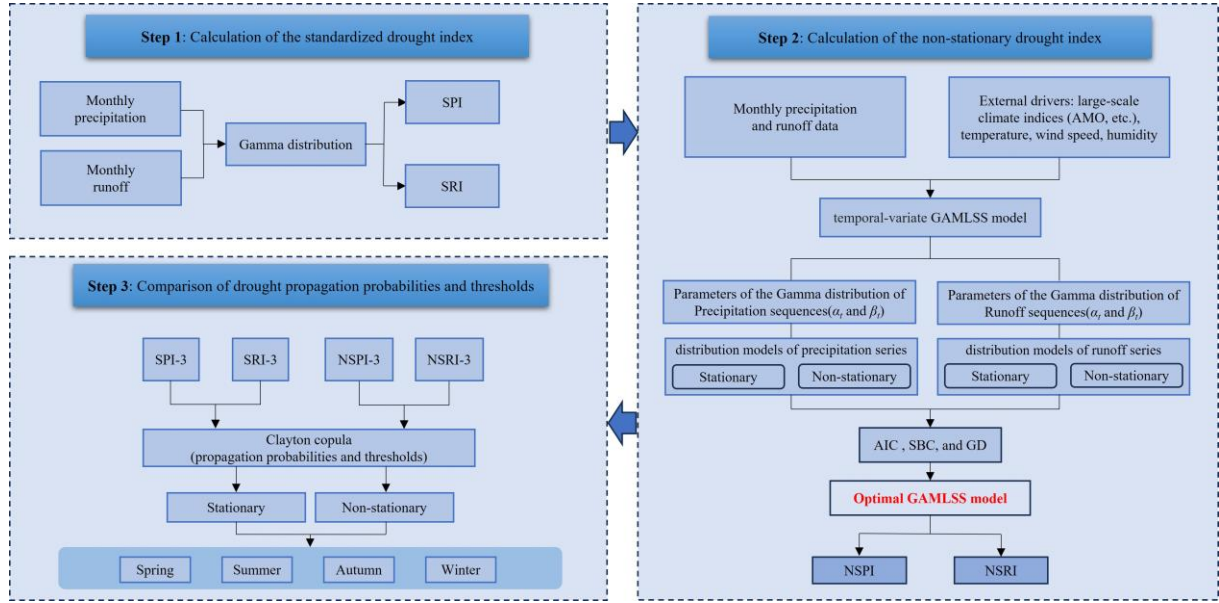 Step 1: Calculation of the standardized drought index
Monthly
precipitation
Monthly
runoff
Gamma distribution
SPI
SRI
Step 2: Calculation of the non-stationary drought index
Monthly precipitation
and runoff data
External drivers: large-scale
climate indices (AMO, etc.),
temperature, wind speed, humidity
temporal-variate GAMLSS model
Parameters of the Gamma distribution of
Precipitation sequences(αt and βt)
Parameters of the Gamma distribution of
Runoff sequences(αt and βt)
distribution models of precipitation series
Stationary
Non-stationary
distribution models of runoff series
Stationary
Non-stationary
AIC , SBC, and GD
Optimal GAMLSS model
NSPI
NSRI
Step 3: Comparison of drought propagation probabilities and thresholds
SPI-3
SRI-3
NSPI-3
NSRI-3
Clayton copula
(propagation probabilities and thresholds)
Stationary
Non-stationary
Spring
Summer
Autumn
Winter